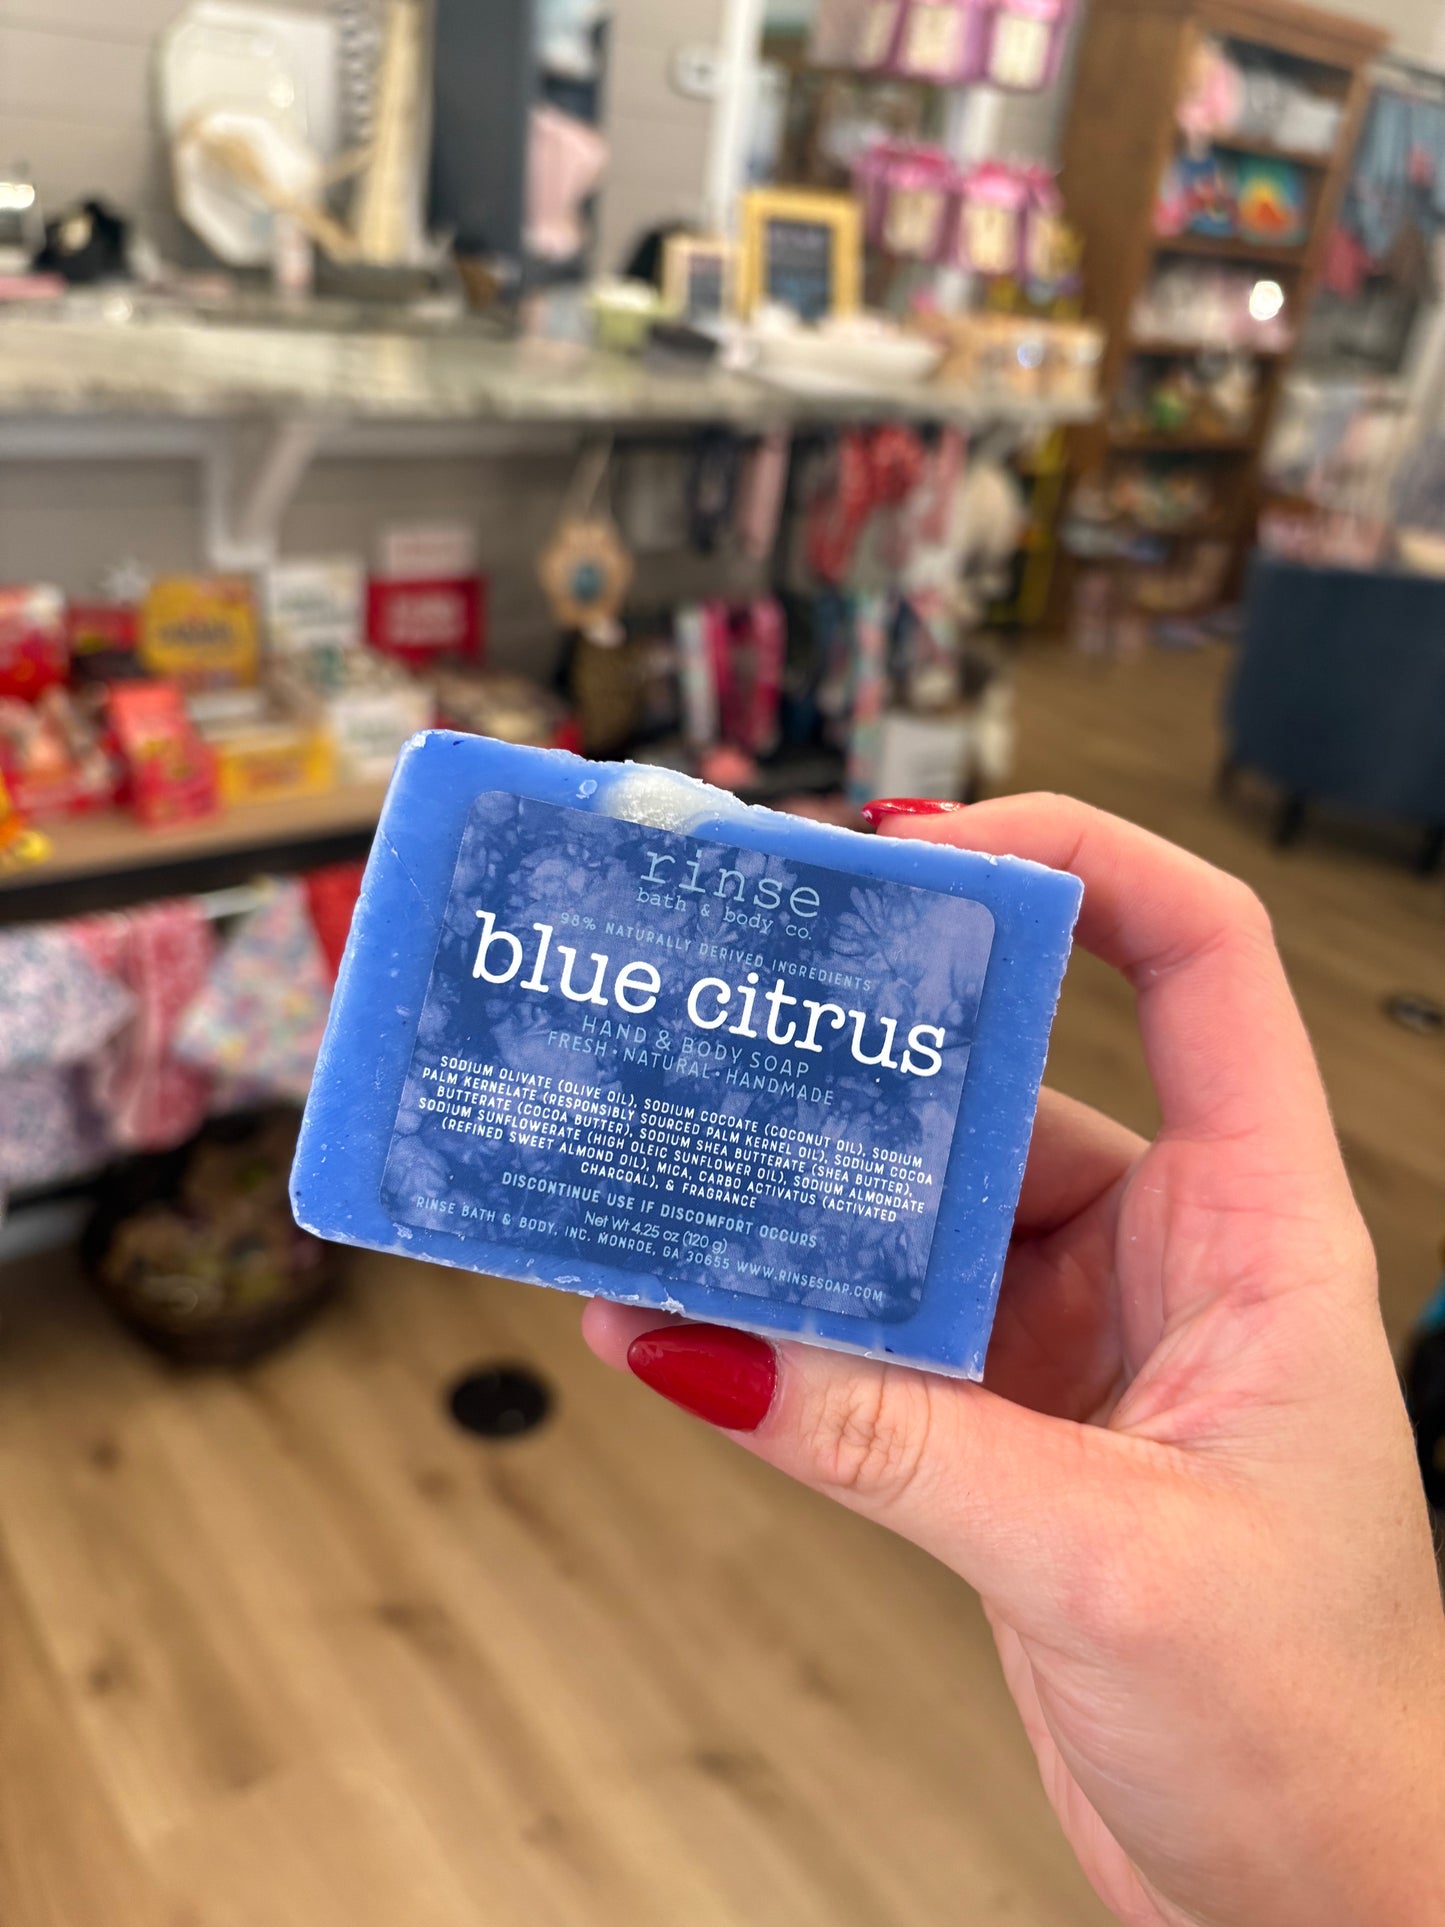 rinse
bath & body co.
98% NATURALLY DERIVED INGREDIENTS
blue citrus
HAND & BODY SOAP
FRESH • NATURAL • HANDMADE
SODIUM OLIVATE (OLIVE OIL), SODIUM COCOATE (COCONUT OIL), SODIUM
PALM KERNELATE (RESPONSIBLY SOURCED PALM KERNEL OIL), SODIUM COCOA
BUTTERATE (COCOA BUTTER), SODIUM SHEA BUTTERATE (SHEA BUTTER),
SODIUM SUNFLOWERATE (HIGH OLEIC SUNFLOWER OIL), SODIUM ALMONDATE
(REFINED SWEET ALMOND OIL), MICA, CARBO ACTIVATUS (ACTIVATED
CHARCOAL), & FRAGRANCE
DISCONTINUE USE IF DISCOMFORT OCCURS
Net Wt 4.25 oz (120 g)
RINSE BATH & BODY, INC. MONROE, GA 30655 WWW.RINSESOAP.COM